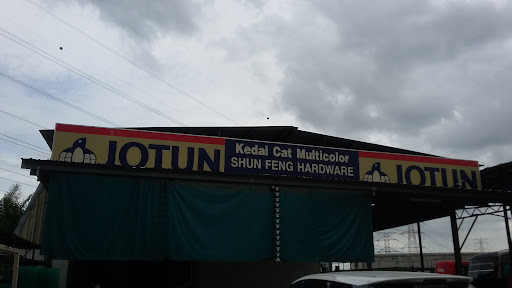 JOTUN
Kedai Cat Multicolor
SHUN FENG HARDWARE
JOTUN